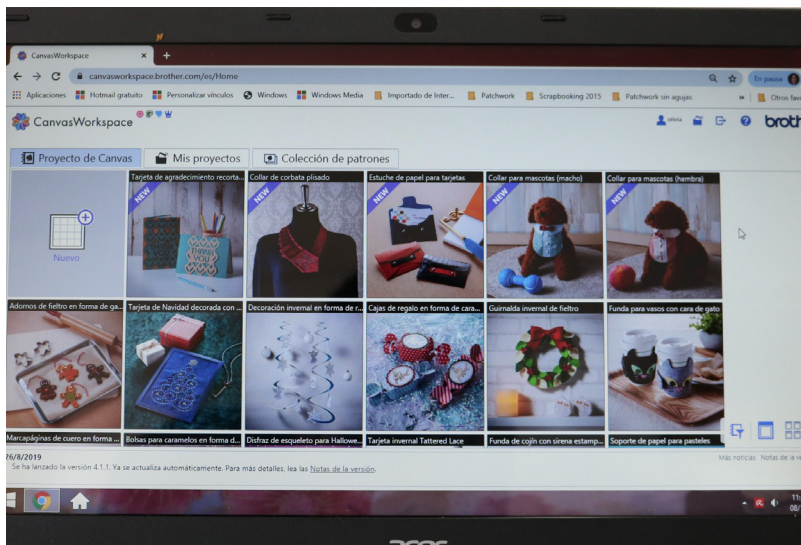 CanvasWorkspace
canvasworkspace.brother.com/es/Home
En pausa
Aplicaciones Hotmail gratuito Personalizar vínculos Windows Windows Media Importado de Inter... Patchwork Scrapbooking 2015 Patchwork sin agujas » Otros fav
CanvasWorkspace
olivia
broth
Proyecto de Canvas Mis proyectos Colección de patrones
Nuevo
Tarjeta de agradecimiento recorta... Collar de corbata plisado Estuche de papel para tarjetas Collar para mascotas (macho) Collar para mascotas (hembra)
NEW NEW NEW NEW NEW
THANK YOU
Adornos de fieltro en forma de ga... Tarjeta de Navidad decorada con ... Decoración invernal en forma de r... Cajas de regalo en forma de cara... Guirnalda invernal de fieltro Funda para vasos con cara de gato
Marcapáginas de cuero en forma ... Bolsas para caramelos en forma d... Disfraz de esqueleto para Hallowe... Tarjeta invernal Tattered Lace Funda de cojín con sirena estamp... Soporte de papel para pasteles
26/8/2019
Más noticias Notas de la ve
Se ha lanzado la versión 4.1.1. Ya se actualiza automáticamente. Para más detalles, lea las Notas de la versión.
11:
08/
acer